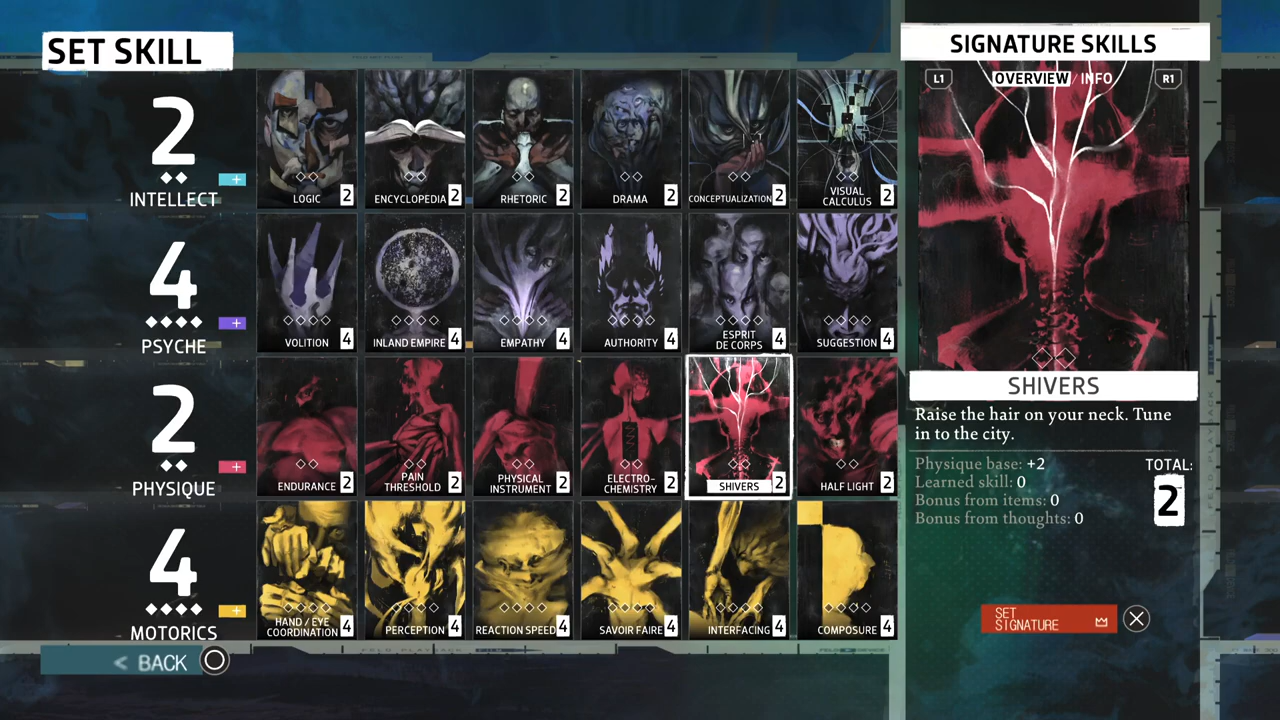 SET SKILL
SIGNATURE SKILLS
L1
OVERVIEW / INFO
R1
2
INTELLECT
+
LOGIC 2
ENCYCLOPEDIA 2
RHETORIC 2
DRAMA 2
CONCEPTUALIZATION 2
VISUAL
CALCULUS 2
4
PSYCHE
+
VOLITION 4
INLAND EMPIRE 4
EMPATHY 4
AUTHORITY 4
ESPRIT
DE CORPS 4
SUGGESTION 4
2
PHYSIQUE
+
ENDURANCE 2
PAIN
THRESHOLD 2
PHYSICAL
INSTRUMENT 2
ELECTRO-
CHEMISTRY 2
SHIVERS 2
HALF LIGHT 2
4
MOTORICS
+
HAND / EYE
COORDINATION 4
PERCEPTION 4
REACTION SPEED 4
SAVOIR FAIRE 4
INTERFACING 4
COMPOSURE 4
SHIVERS
Raise the hair on your neck. Tune
in to the city.
Physique base: +2
Learned skill: 0
Bonus from items: 0
Bonus from thoughts: 0
TOTAL:
2
SET
SIGNATURE
< BACK